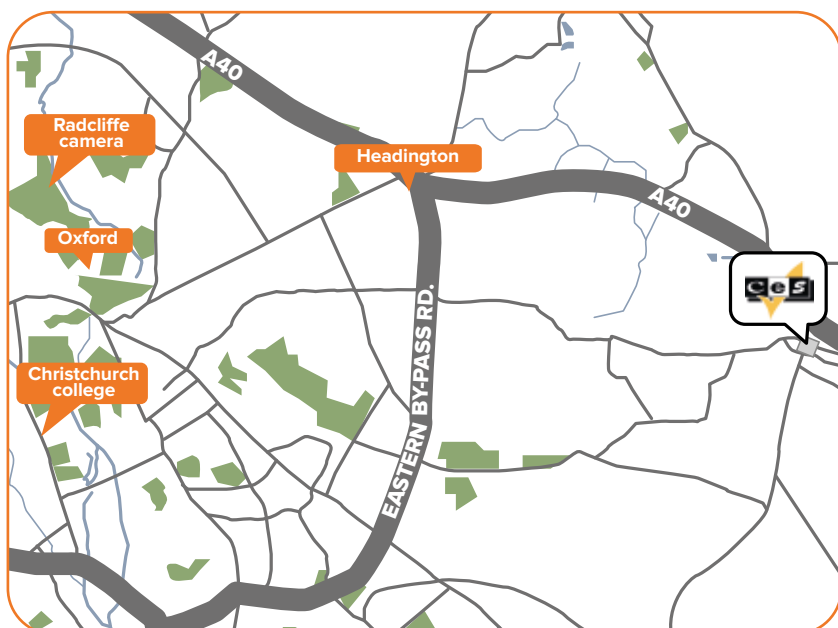 A40
Radcliffe
camera
Headington
A40
Oxford
ces
EASTERN BY-PASS RD.
Christchurch
college